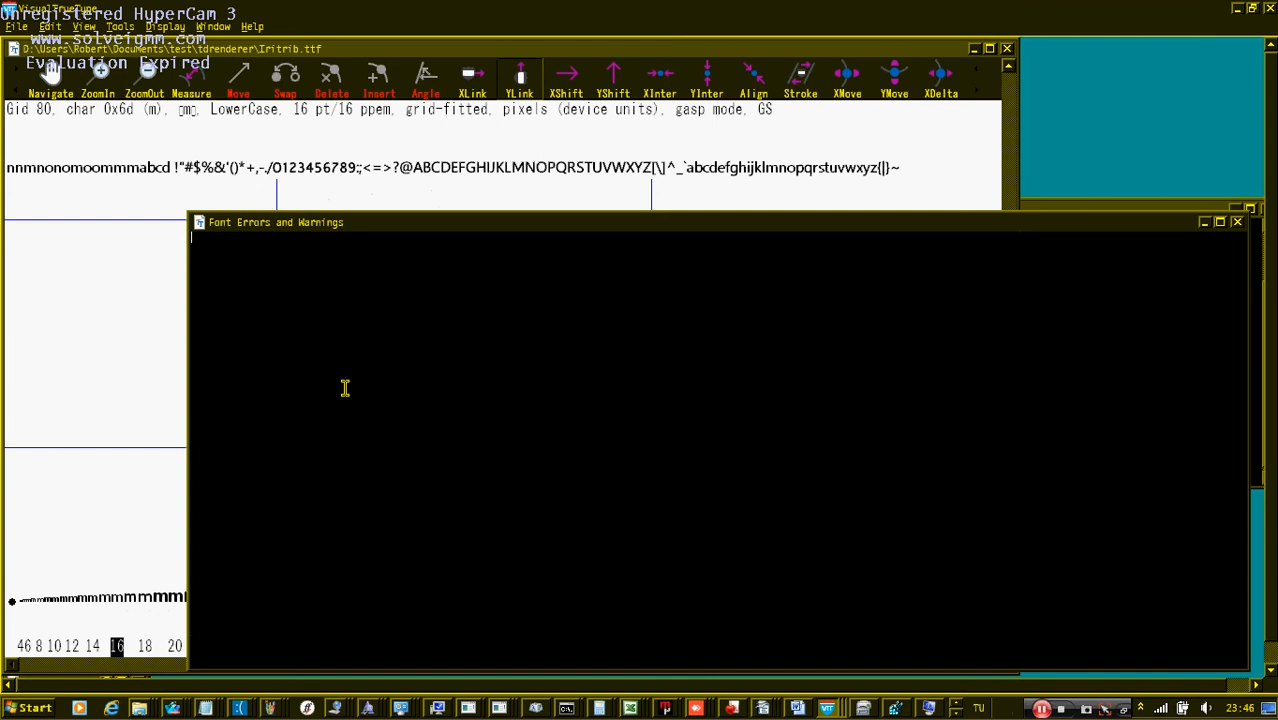 VisualTrueType
Unregistered HyperCam 3
File Edit View Tools Display Window Help
www.solveigmm.com
D:\Users\Robert\Documents\test\tdrenderer\Iritrib.ttf
Evaluation Expired
Navigate ZoomIn ZoomOut Measure Move Swap Delete Insert Angle XLink YLink XShift YShift XInter YInter Align Stroke XMove YMove XDelta
Gid 80, char 0x6d (m), gmp, LowerCase, 16 pt/16 ppem, grid-fitted, pixels (device units), gasp mode, GS
nnmnonomoommmabcd !"#$%&'()*+,-./0123456789:;<=>?@ABCDEFGHIJKLMNOPQRSTUVWXYZ[\]^_`abcdefghijklmnopqrstuvwxyz{|}~
Font Errors and Warnings
46 8 10 12 14 16 18 20
Start
TU
23:46